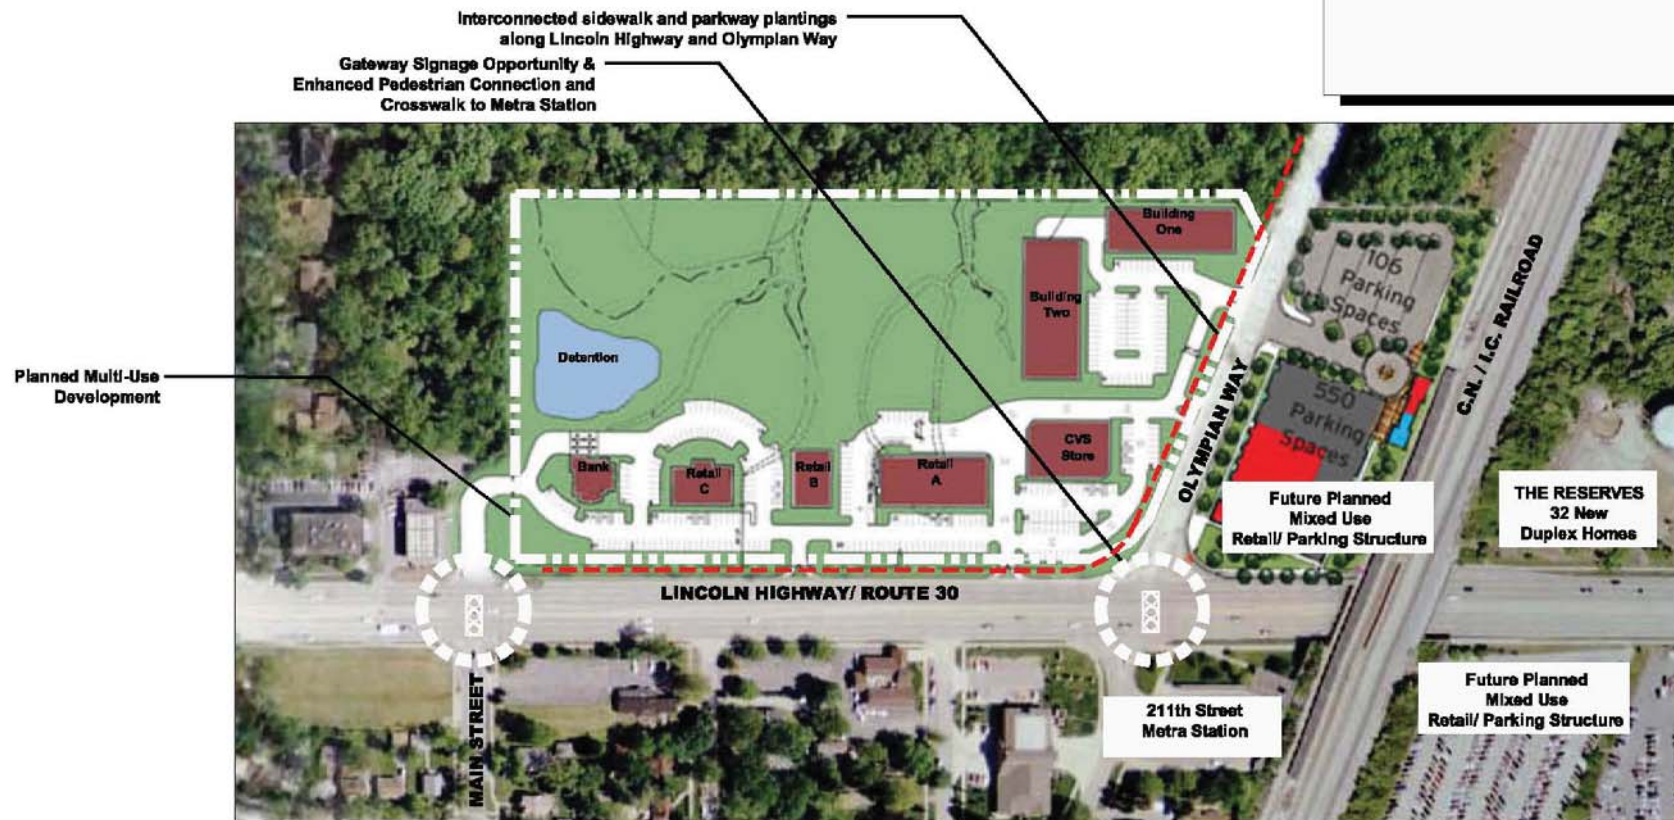 Interconnected sidewalk and parkway plantings
along Lincoln Highway and Olympian Way
Gateway Signage Opportunity &
Enhanced Pedestrian Connection and
Crosswalk to Metra Station
Planned Multi-Use
Development
Building
One
Building
Two
Detention
Bank
Retail
C
Retail
B
Retail
A
CVS
Store
106
Parking
Spaces
550
Parking
Spaces
OLYMPIAN WAY
C.N. / I.C. RAILROAD
Future Planned
Mixed Use
Retail/ Parking Structure
THE RESERVES
32 New
Duplex Homes
LINCOLN HIGHWAY/ ROUTE 30
MAIN STREET
211th Street
Metra Station
Future Planned
Mixed Use
Retail/ Parking Structure